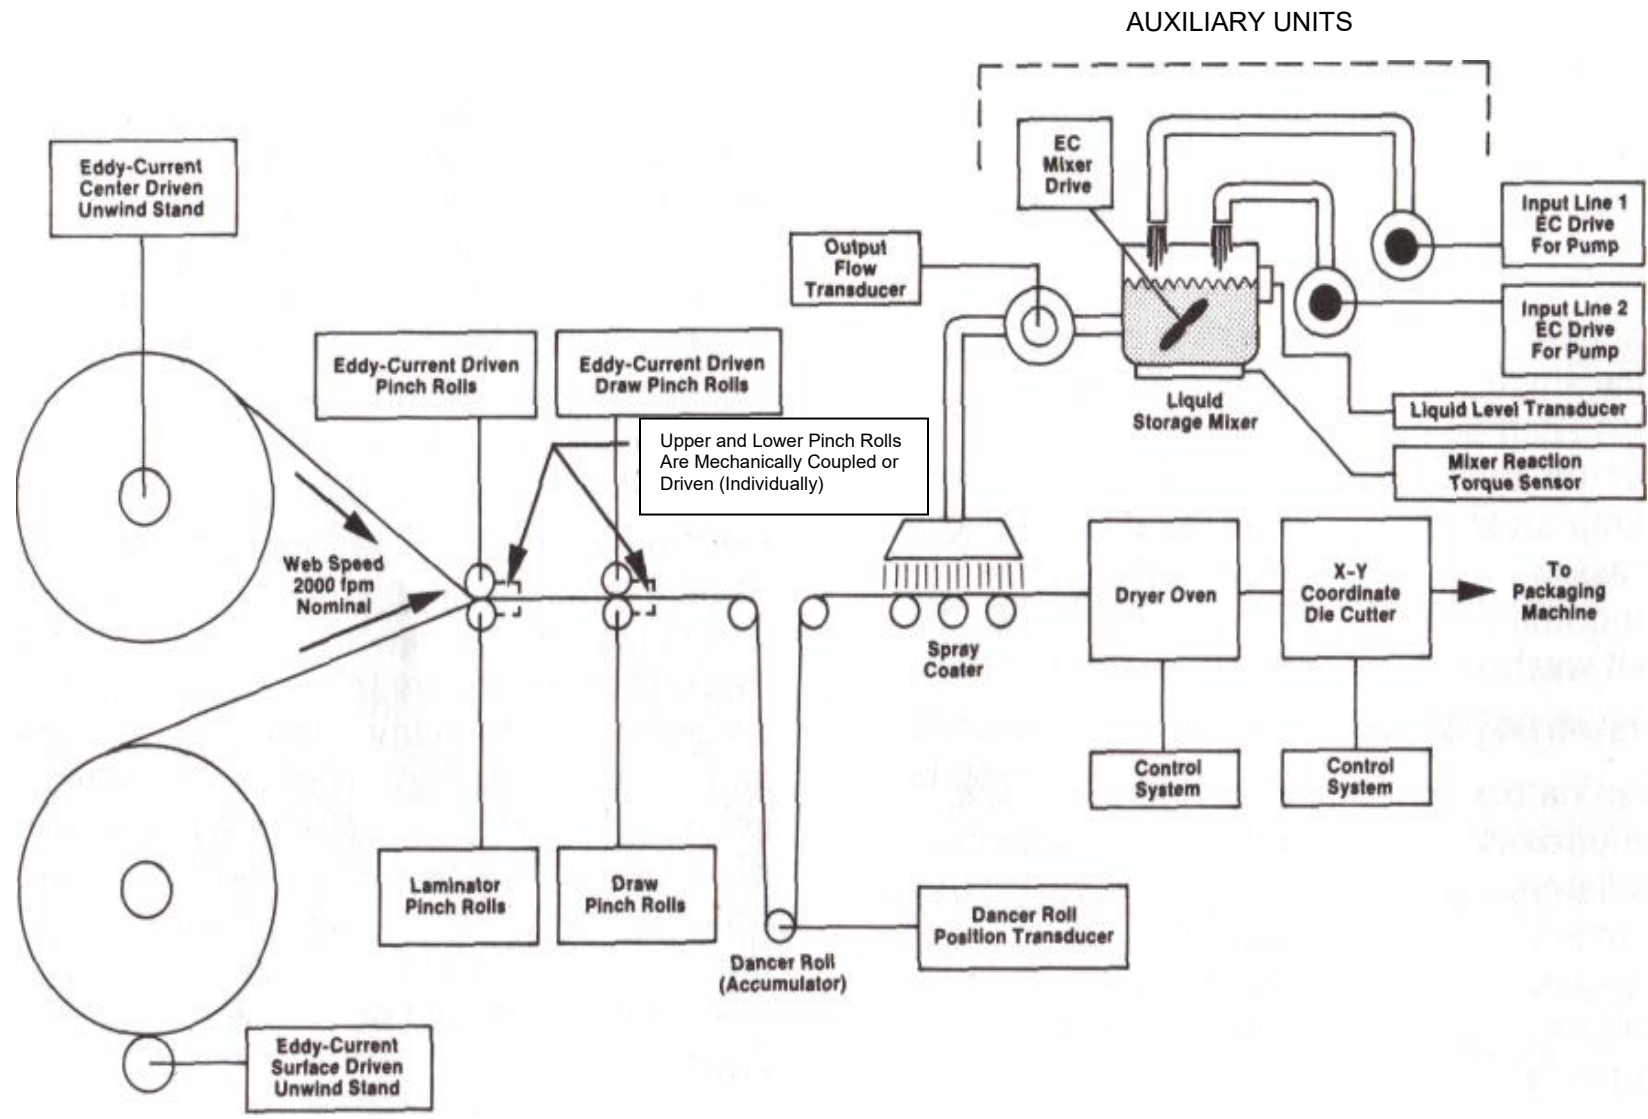 AUXILIARY UNITS
Eddy-Current
Center Driven
Unwind Stand
EC
Mixer
Drive
Input Line 1
EC Drive
For Pump
Output
Flow
Transducer
Input Line 2
EC Drive
For Pump
Eddy-Current Driven
Pinch Rolls
Eddy-Current Driven
Draw Pinch Rolls
Liquid
Storage Mixer
Liquid Level Transducer
Upper and Lower Pinch Rolls
Are Mechanically Coupled or
Driven (Individually)
Mixer Reaction
Torque Sensor
Web Speed
2000 fpm
Nominal
Spray
Coater
Dryer Oven
X-Y
Coordinate
Die Cutter
To
Packaging
Machine
Control
System
Control
System
Laminator
Pinch Rolls
Draw
Pinch Rolls
Dancer Roll
(Accumulator)
Dancer Roll
Position Transducer
Eddy-Current
Surface Driven
Unwind Stand